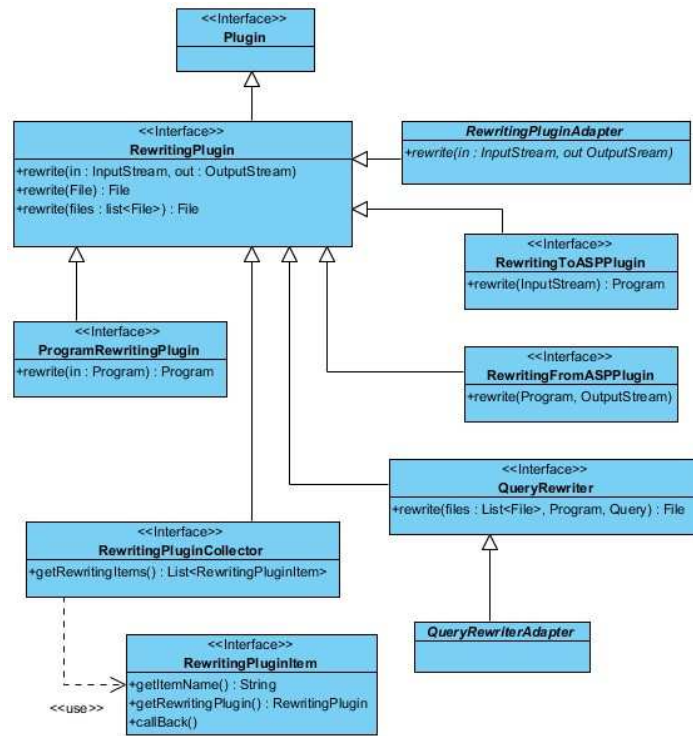 <<Interface>>
Plugin
<<Interface>>
RewritingPlugin
+rewrite(in : InputStream, out : OutputStream)
+rewrite(File) : File
+rewrite(files : list<File>) : File
RewritingPluginAdapter
+rewrite(in : InputStream, out OutputSream)
<<Interface>>
RewritingToASPPlugin
+rewrite(InputStream) : Program
<<Interface>>
ProgramRewritingPlugin
+rewrite(in : Program) : Program
<<Interface>>
RewritingFromASPPlugin
+rewrite(Program, OutputStream)
<<Interface>>
QueryRewriter
+rewrite(files : List<File>, Program, Query) : File
<<Interface>>
RewritingPluginCollector
+getRewritingItems() : List<RewritingPluginItem>
QueryRewriterAdapter
<<Interface>>
RewritingPluginItem
+getItemName() : String
+getRewritingPlugin() : RewritingPlugin
+callBack()
<<use>>